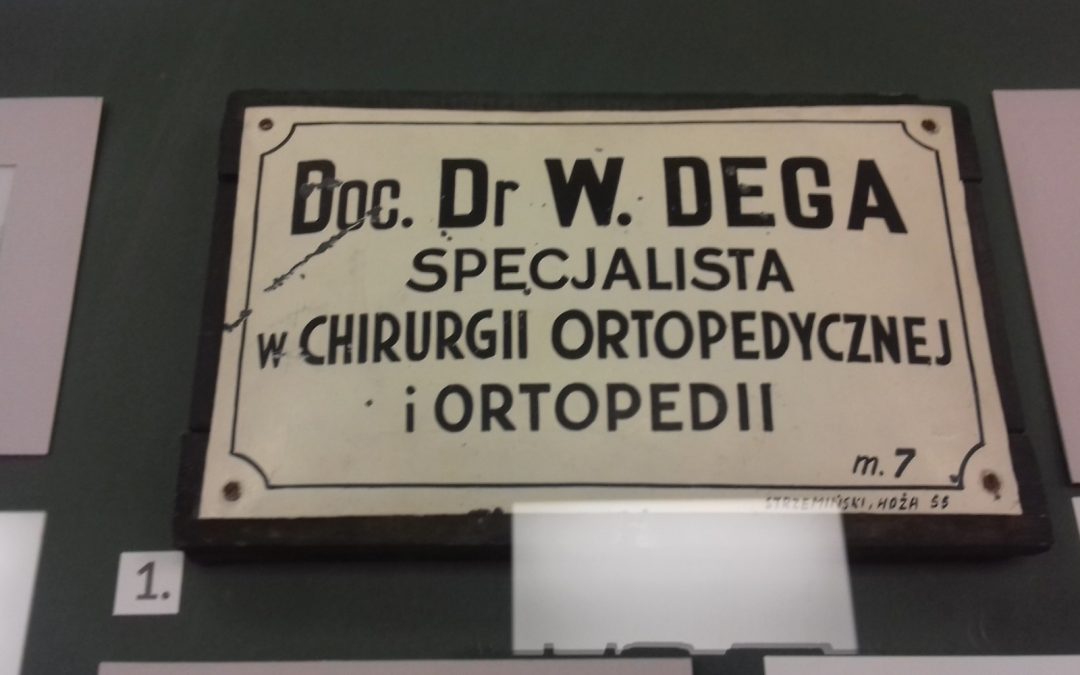 Doc. Dr W. DEGA
SPECJALISTA
w CHIRURGII ORTOPEDYCZNEJ
i ORTOPEDII
m. 7
STRZEMIŃSKI, HOŻA 55
1.